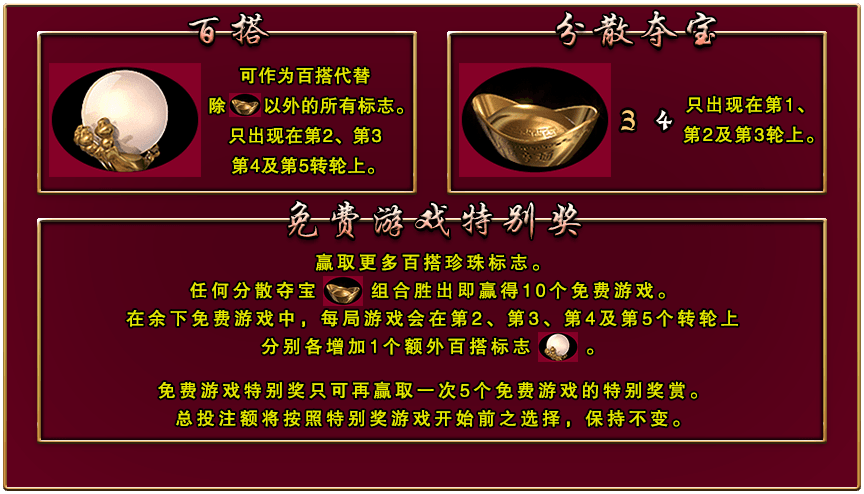 百搭
可作为百搭代替
除 以外的所有标志。
只出现在第2、第3
第4及第5转轮上。
分散夺宝
3 4
只出现在第1、
第2及第3轮上。
免费游戏特别奖
赢取更多百搭珍珠标志。
任何分散夺宝 组合胜出即赢得10个免费游戏。
在余下免费游戏中，每局游戏会在第2、第3、第4及第5个转轮上
分别各增加1个额外百搭标志 。
免费游戏特别奖只可再赢取一次5个免费游戏的特别奖赏。
总投注额将按照特别奖游戏开始前之选择，保持不变。